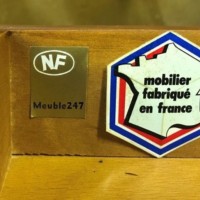 NF
Meuble247
mobilier
fabriqué
en france